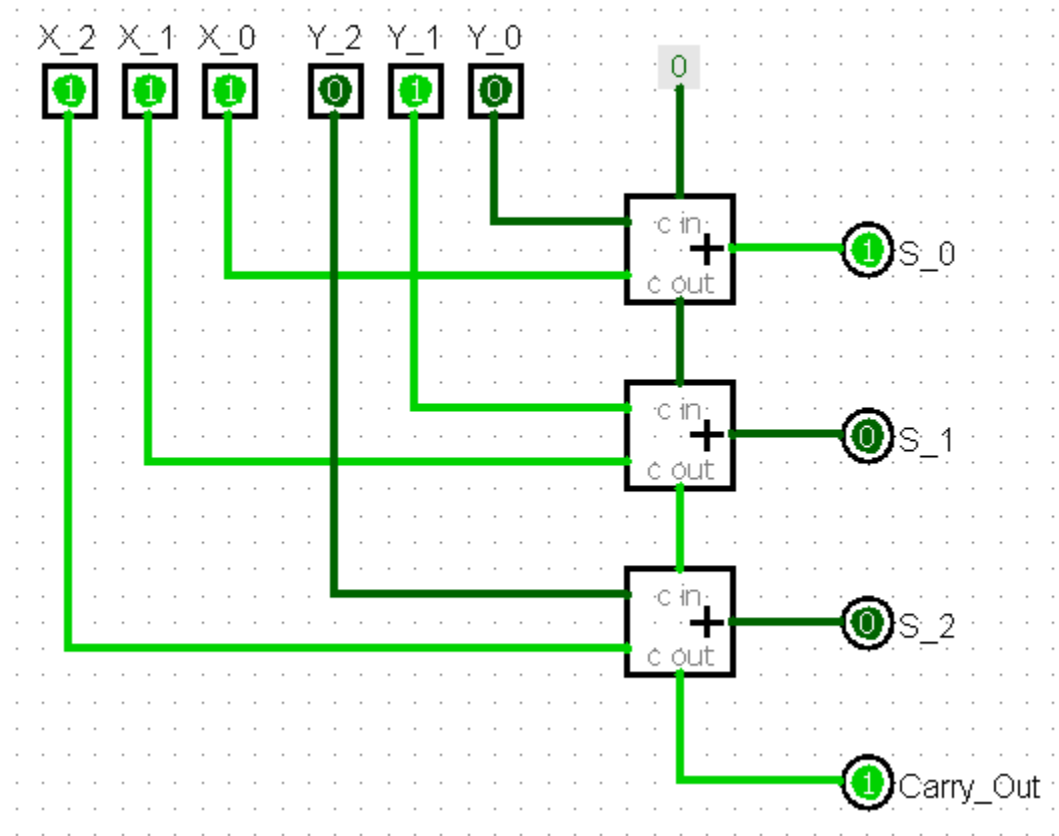 X_2 X_1 X_0 Y_2 Y_1 Y_0
1 1 1 0 1 0
0
c in
+
c out
1 S_0
c in
+
c out
0 S_1
c in
+
c out
0 S_2
1 Carry_Out